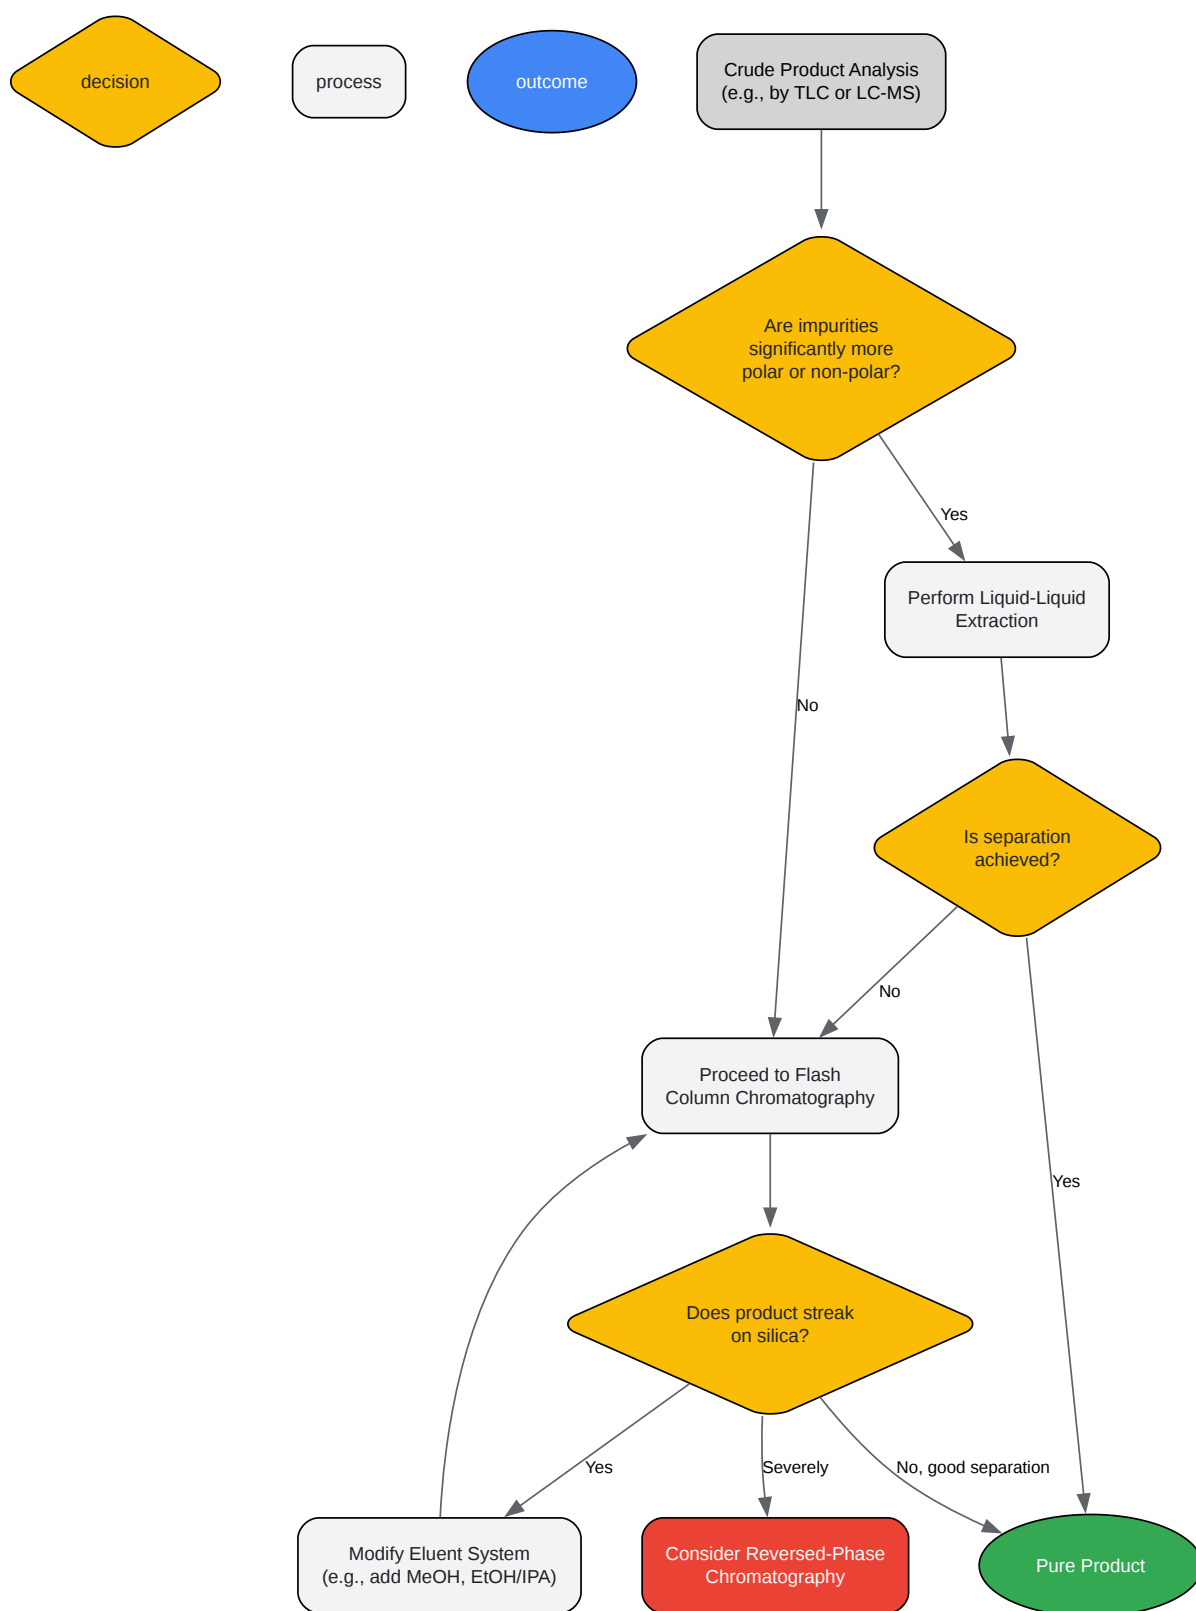 decision
process
outcome
Crude Product Analysis
(e.g., by TLC or LC-MS)
Are impurities
significantly more
polar or non-polar?
Yes
Perform Liquid-Liquid
Extraction
No
Is separation
achieved?
No
Proceed to Flash
Column Chromatography
Yes
Does product streak
on silica?
Yes
Severely
No, good separation
Modify Eluent System
(e.g., add MeOH, EtOH/IPA)
Consider Reversed-Phase
Chromatography
Pure Product